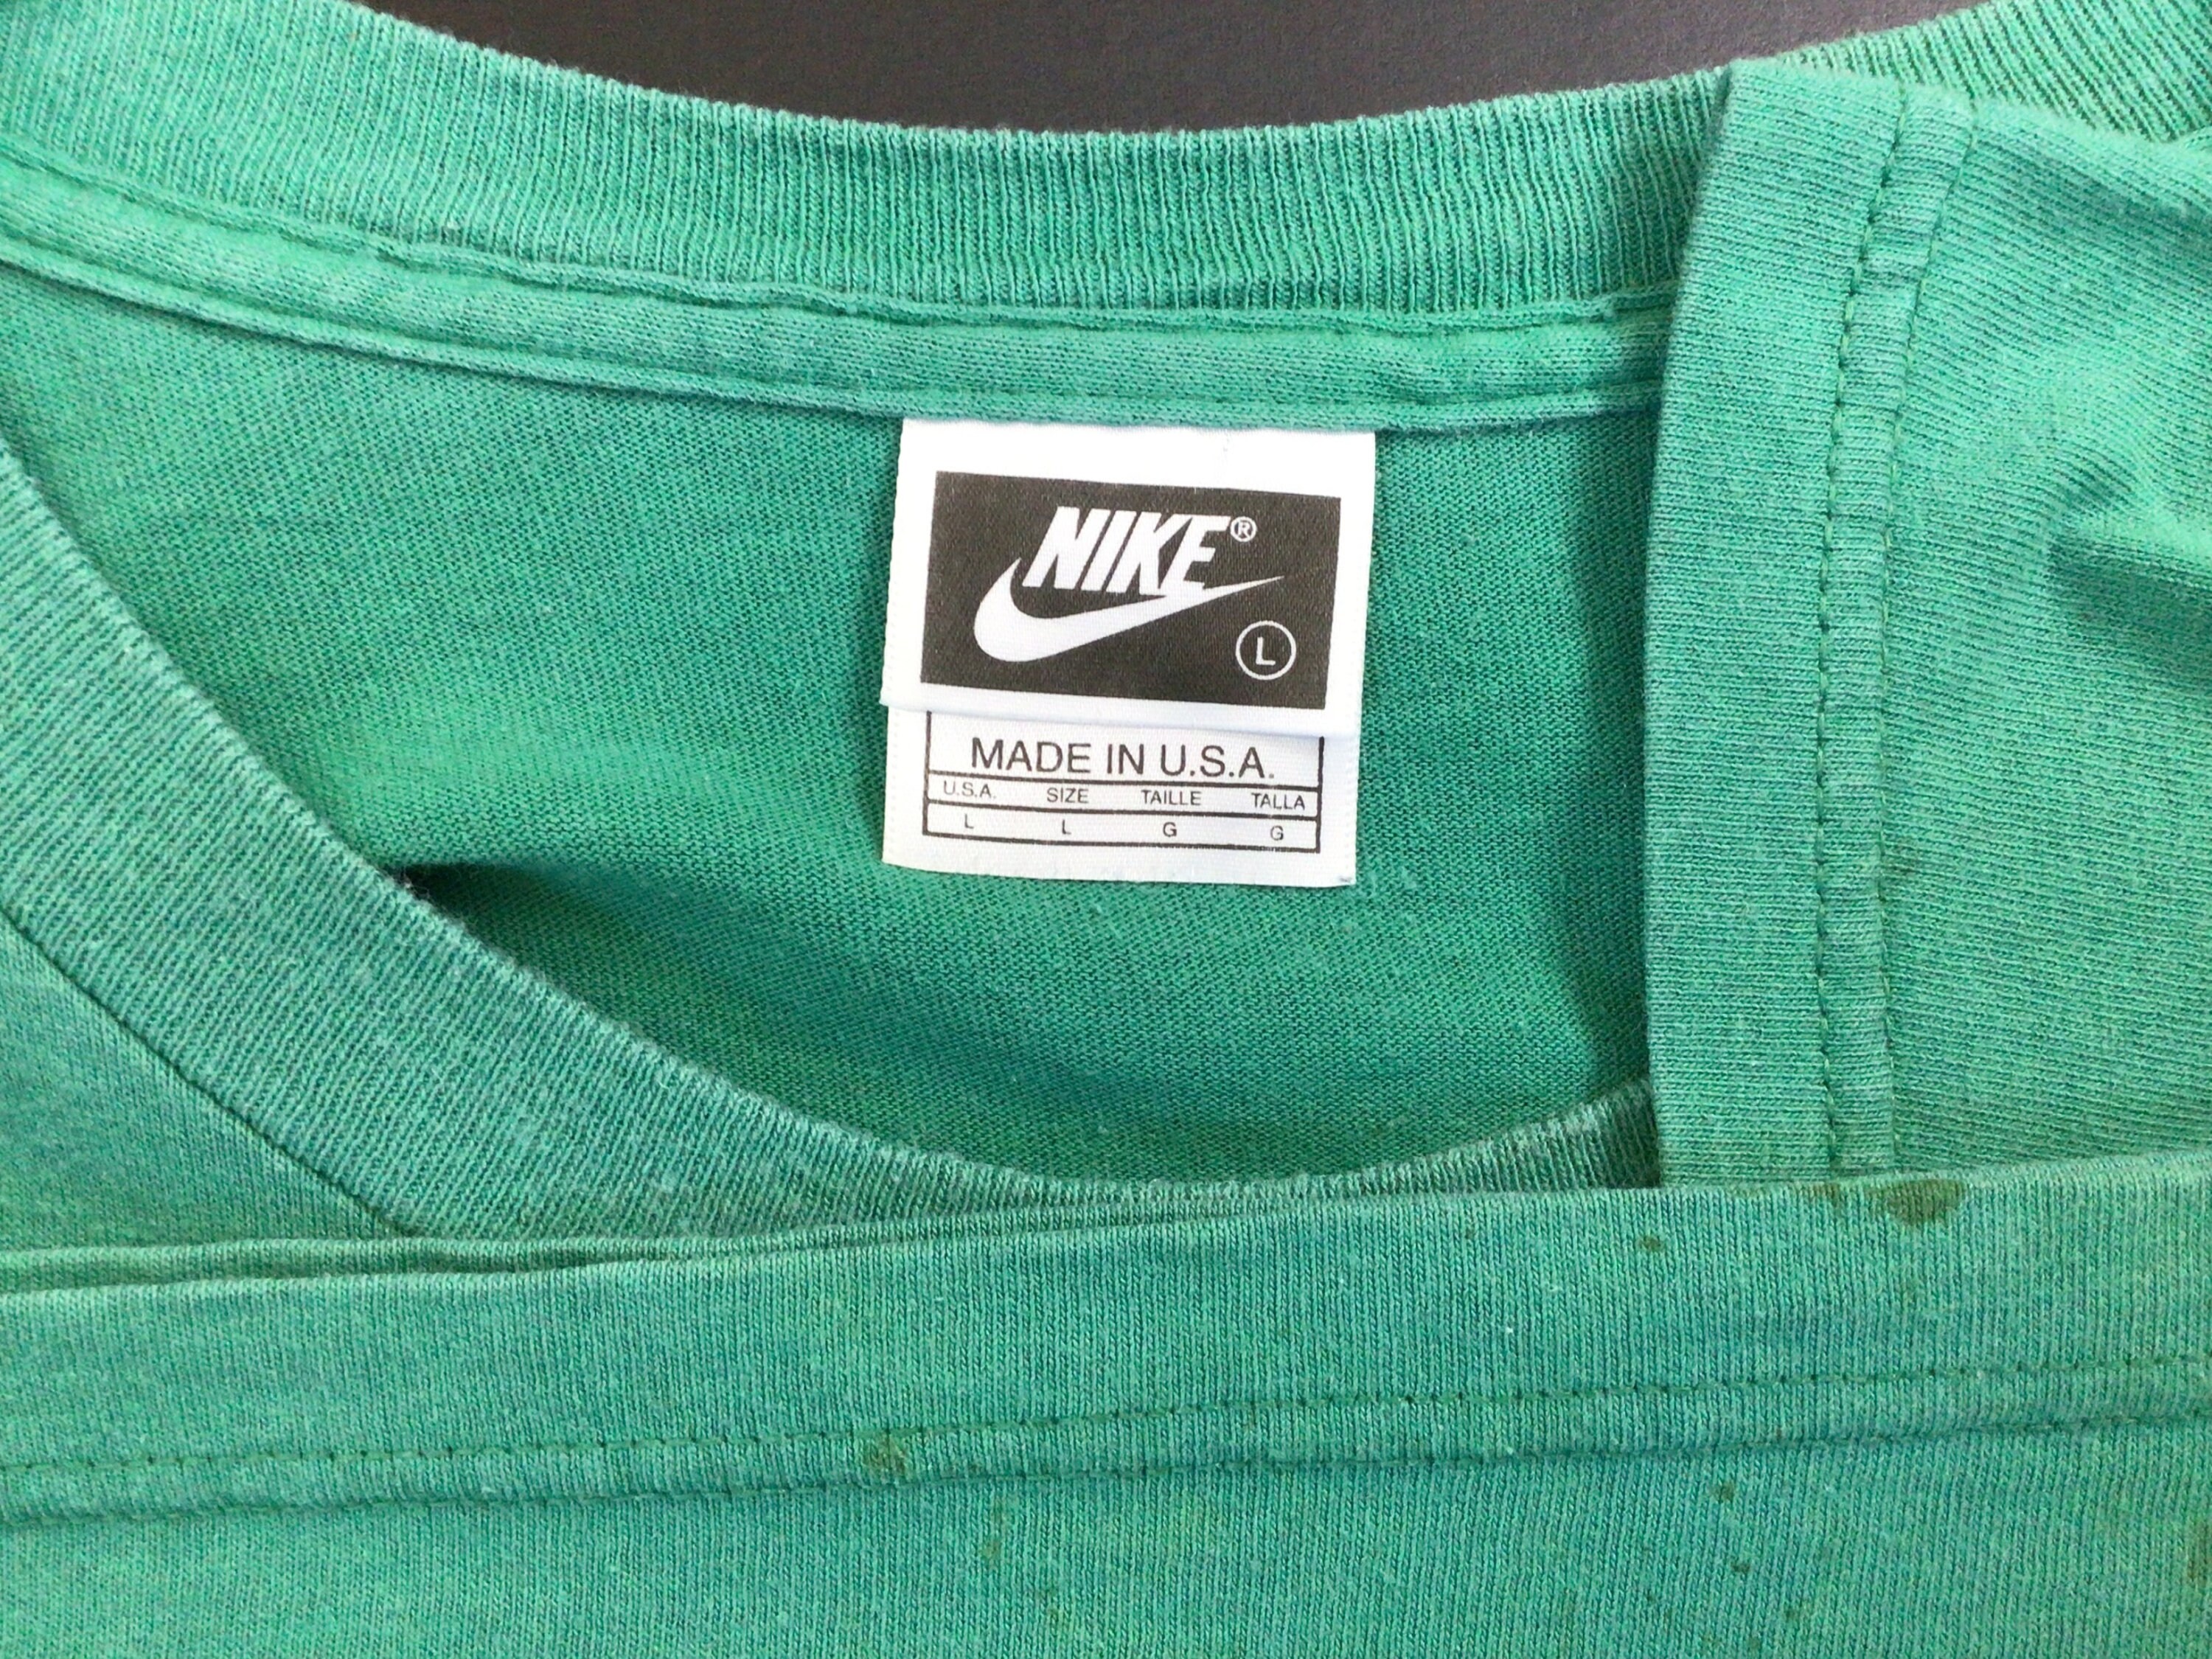 NIKE®
L
MADE IN U.S.A.
U.S.A. SIZE TAILLE TALLA
L L G G